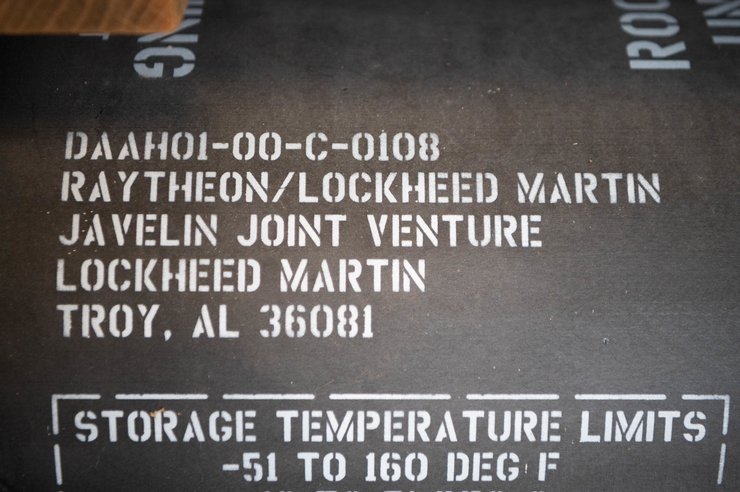 DAAH01-00-C-0108
RAYTHEON/LOCKHEED MARTIN
JAVELIN JOINT VENTURE
LOCKHEED MARTIN
TROY, AL 36081
STORAGE TEMPERATURE LIMITS
-51 TO 160 DEG F